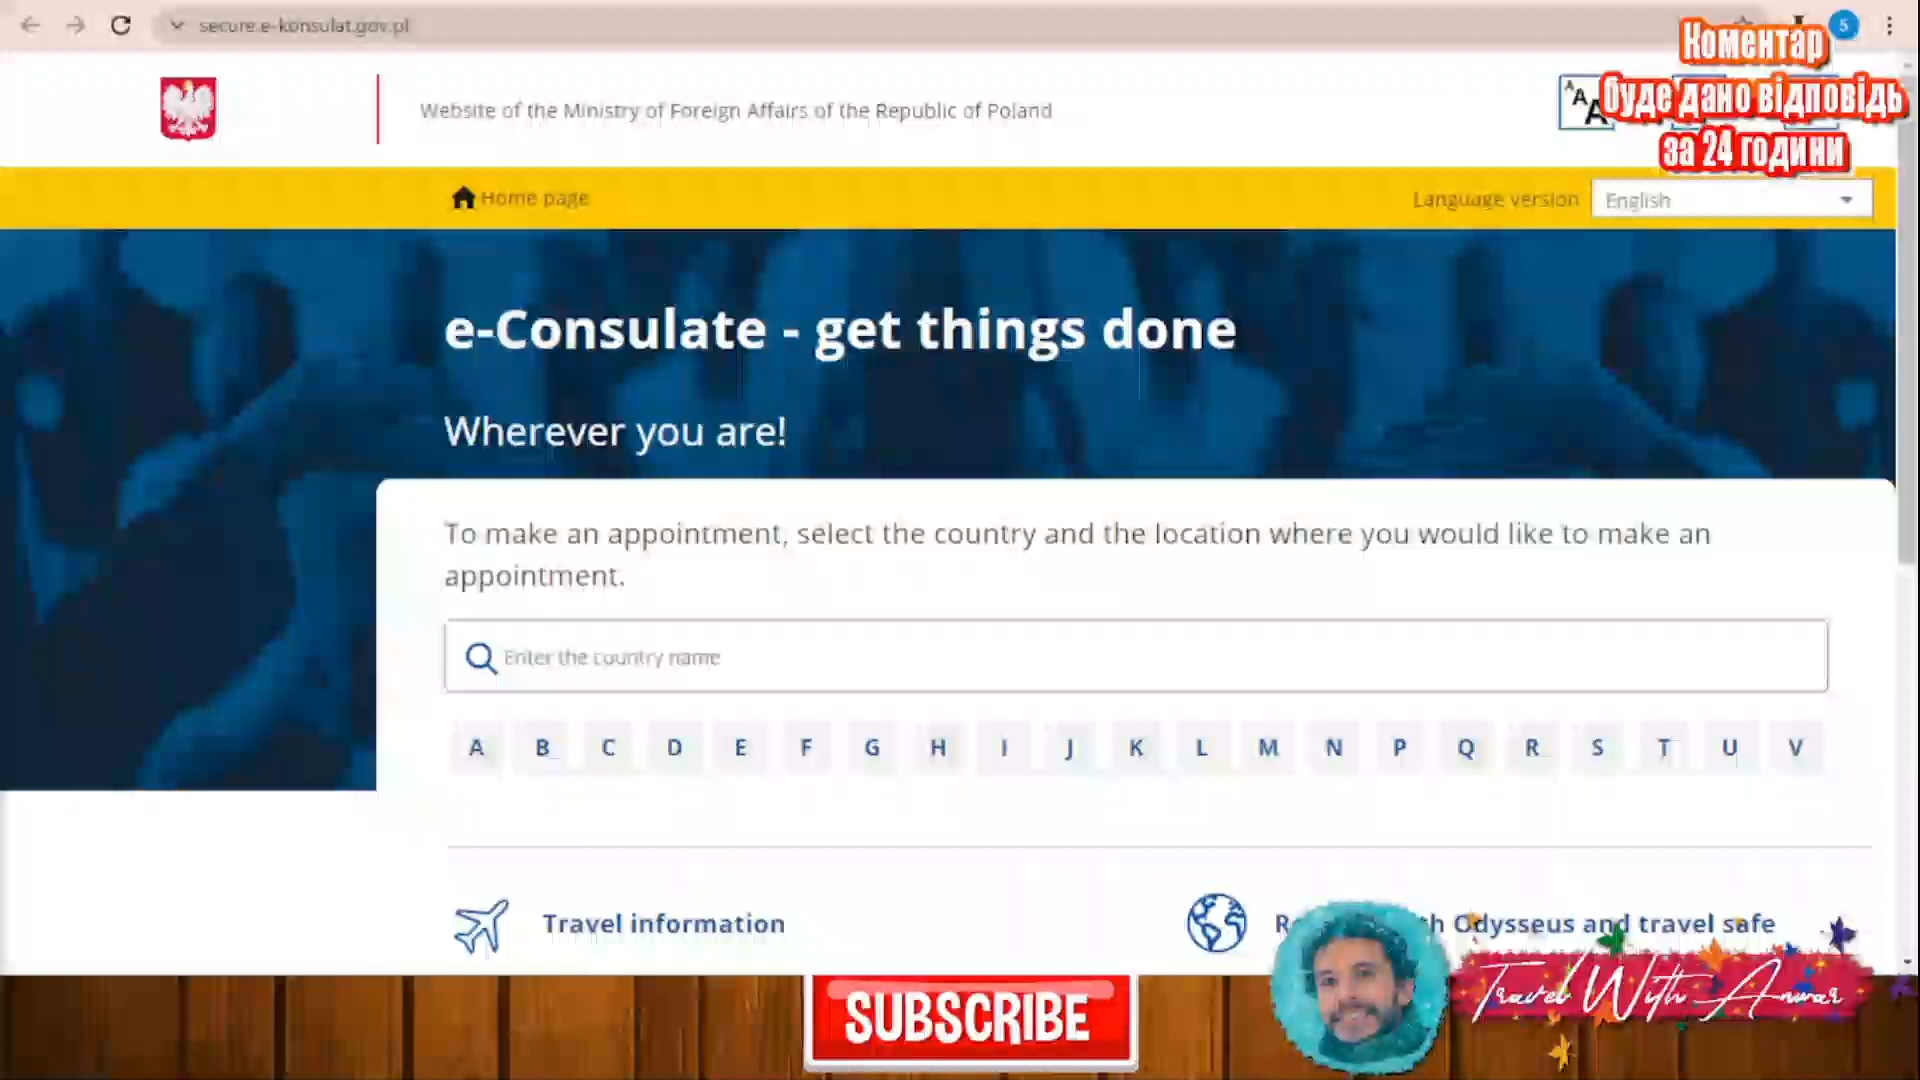 secure.e-konsulat.gov.pl
5
Коментар
буде дано відповідь
за 24 години
Website of the Ministry of Foreign Affairs of the Republic of Poland
A A A
Home page
Language version
English
e-Consulate - get things done
Wherever you are!
To make an appointment, select the country and the location where you would like to make an
appointment.
Enter the country name
A B C D E F G H I J K L M N P Q R S T U V
Travel information
Odysseus and travel safe
SUBSCRIBE
Travel With Anwar